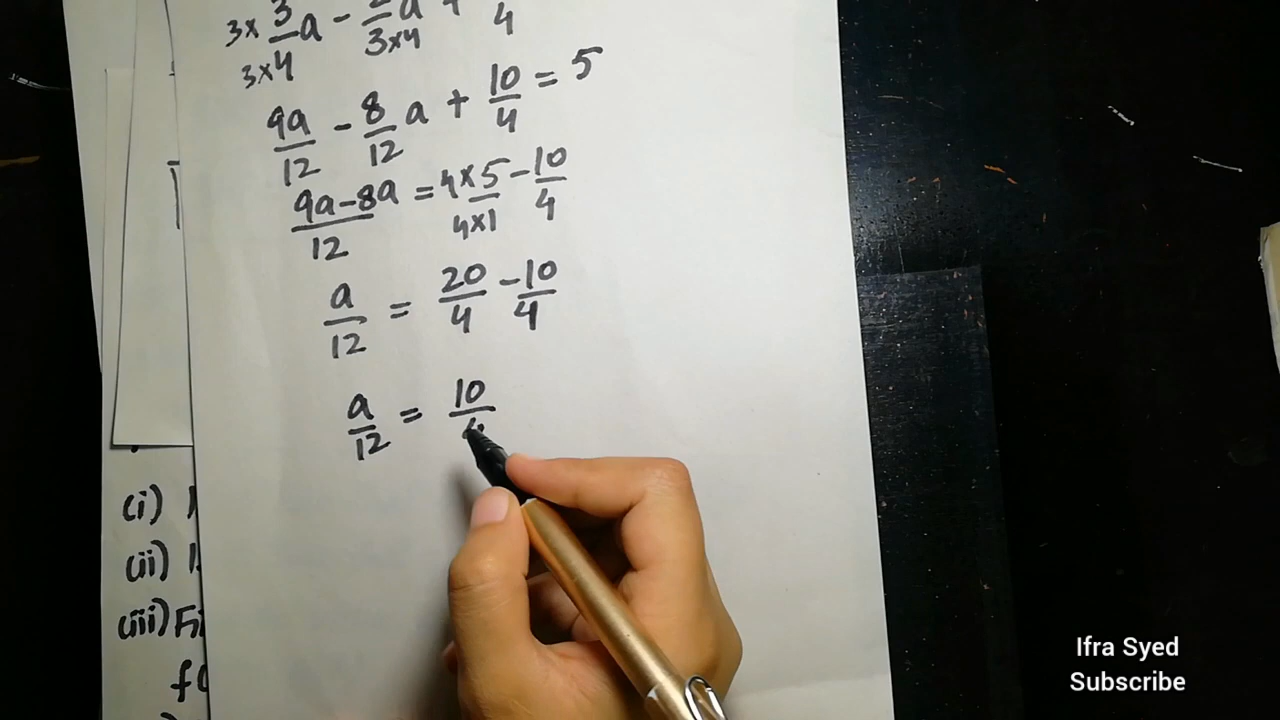 3× 3/4 a - 2/3×4 a + /4
3×4
9a/12 - 8/12 a + 10/4 = 5
9a-8a/12 = 4×5/4×1 - 10/4
a/12 = 20/4 - 10/4
a/12 = 10/4
(i)
(ii)
(iii) Fi
Ifra Syed
Subscribe